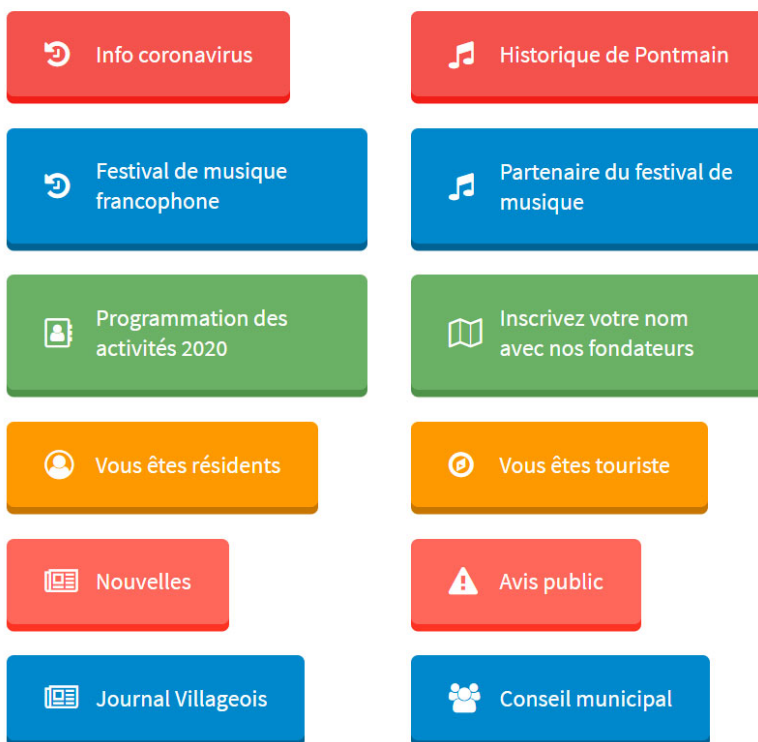 Info coronavirus
Historique de Pontmain
Festival de musique
francophone
Partenaire du festival de
musique
Programmation des
activités 2020
Inscrivez votre nom
avec nos fondateurs
Vous êtes résidents
Vous êtes touriste
Nouvelles
Avis public
Journal Villageois
Conseil municipal